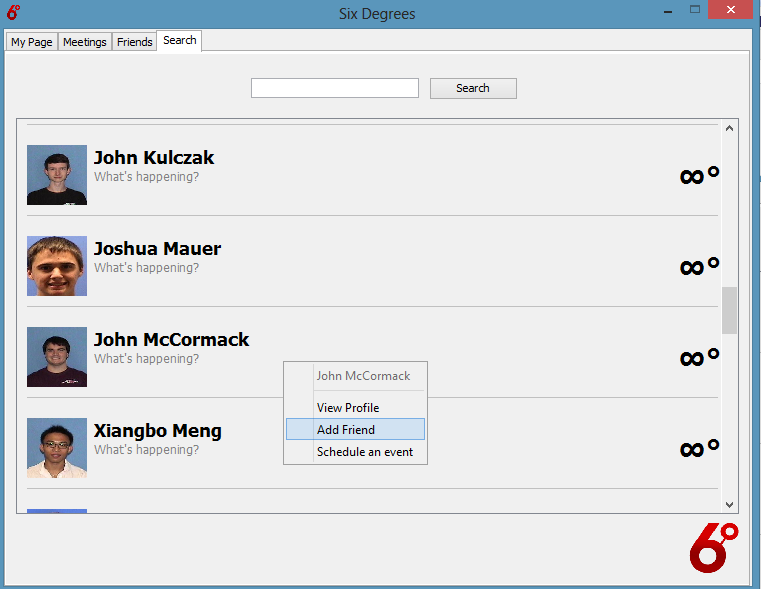 6°
Six Degrees
My Page Meetings Friends Search
Search
John Kulczak
What's happening?
∞°
Joshua Mauer
What's happening?
∞°
John McCormack
What's happening?
∞°
John McCormack
View Profile
Add Friend
Schedule an event
Xiangbo Meng
What's happening?
∞°
6°